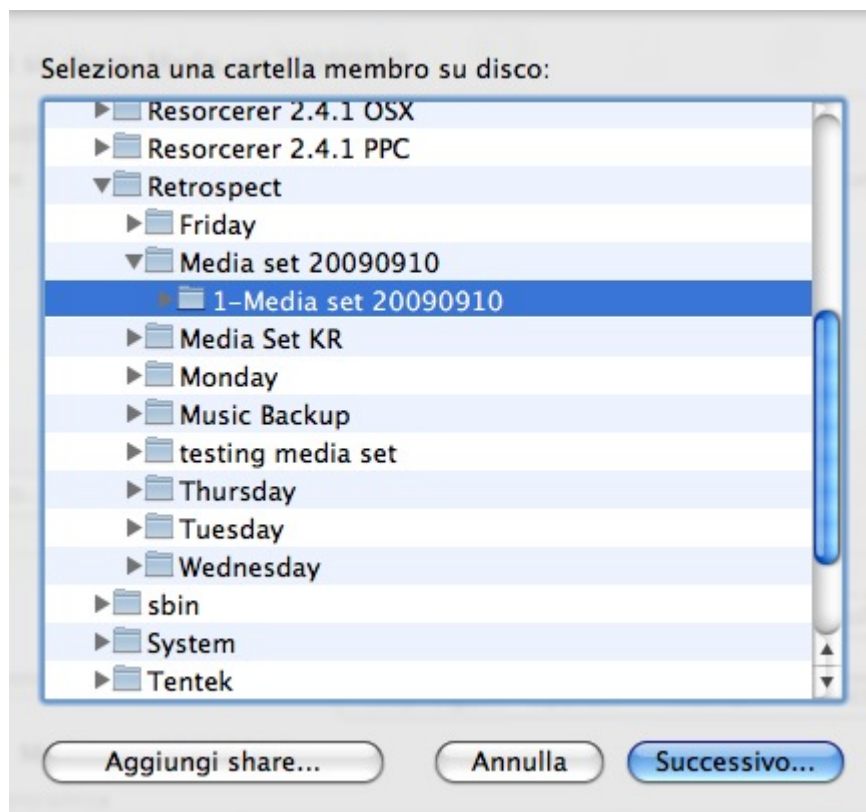 Seleziona una cartella membro su disco:
Resorcerer 2.4.1 OSX
Resorcerer 2.4.1 PPC
Retrospect
Friday
Media set 20090910
1-Media set 20090910
Media Set KR
Monday
Music Backup
testing media set
Thursday
Tuesday
Wednesday
sbin
System
Tentek
Aggiungi share... Annulla Successivo...